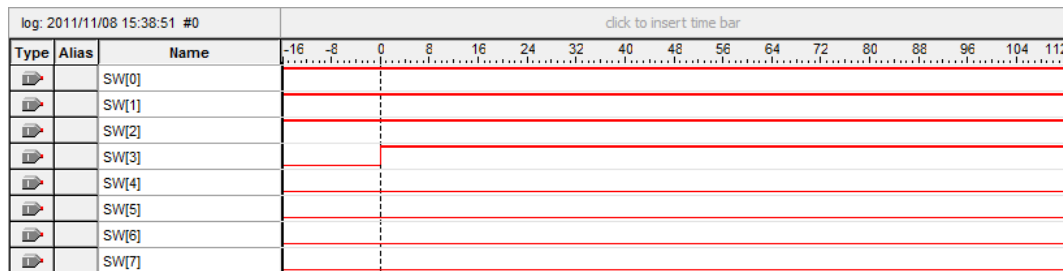 log: 2011/11/08 15:38:51 #0 click to insert time bar
Type Alias Name -16 -8 0 8 16 24 32 40 48 56 64 72 80 88 96 104 112
SW[0]
SW[1]
SW[2]
SW[3]
SW[4]
SW[5]
SW[6]
SW[7]